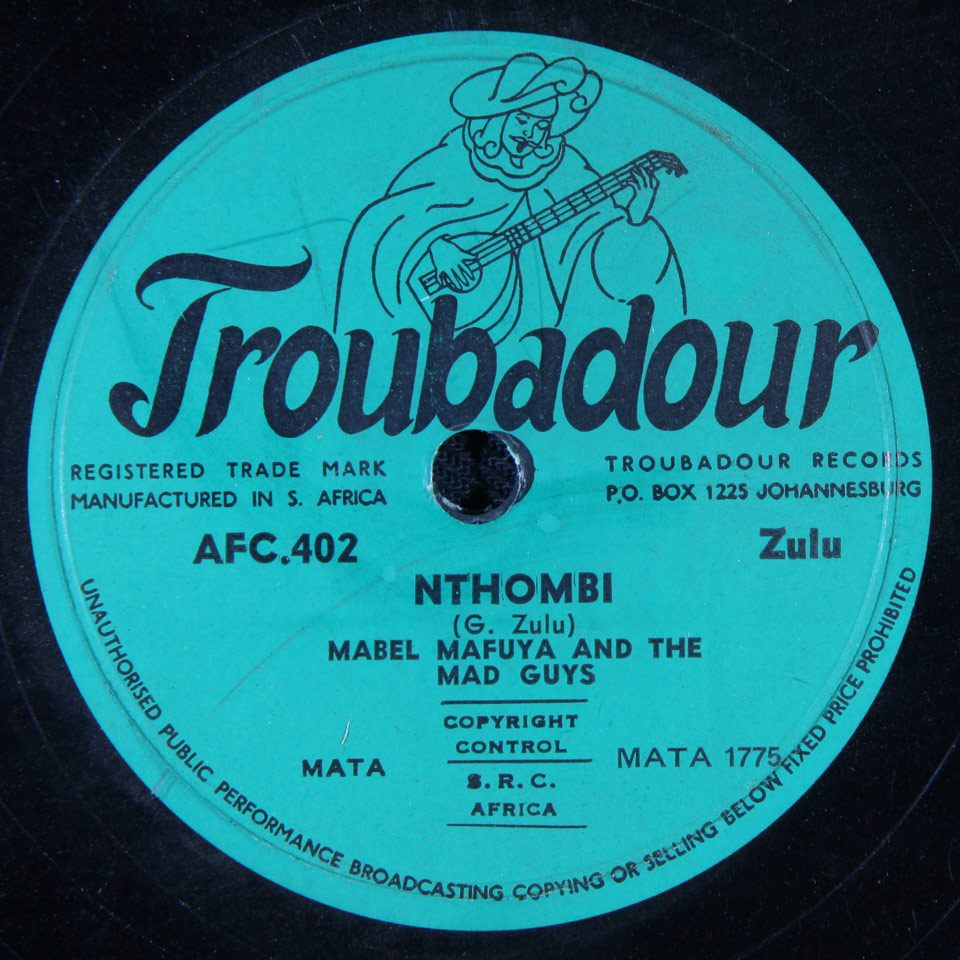 Troubadour
REGISTERED TRADE MARK
MANUFACTURED IN S. AFRICA
TROUBADOUR RECORDS
P.O. BOX 1225 JOHANNESBURG
AFC.402
Zulu
NTHOMBI
(G. Zulu)
MABEL MAFUYA AND THE
MAD GUYS
COPYRIGHT
CONTROL
MATA
MATA 1775
S. R. C.
AFRICA
UNAUTHORISED PUBLIC PERFORMANCE BROADCASTING COPYING OR SELLING BELOW FIXED PRICE PROHIBITED